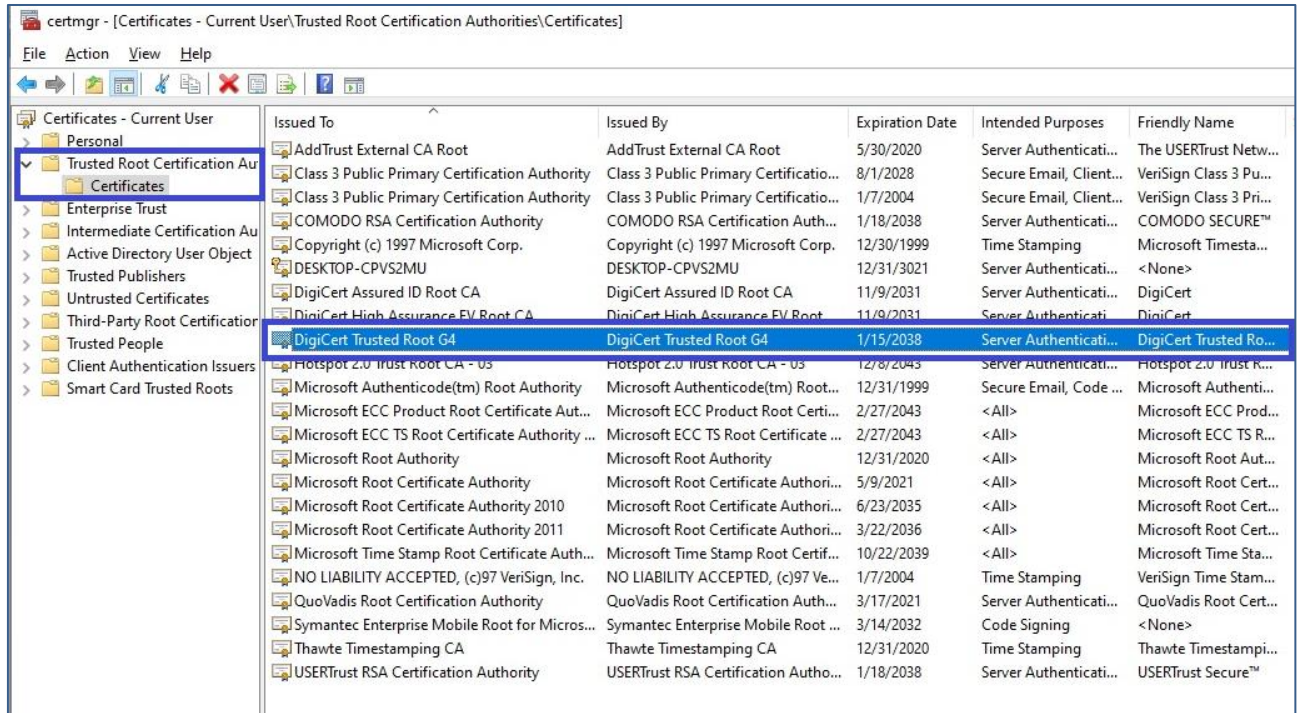 certmgr - [Certificates - Current User\Trusted Root Certification Authorities\Certificates]
File Action View Help
Certificates - Current User
Personal
Trusted Root Certification Au
Certificates
Enterprise Trust
Intermediate Certification Au
Active Directory User Object
Trusted Publishers
Untrusted Certificates
Third-Party Root Certification
Trusted People
Client Authentication Issuers
Smart Card Trusted Roots
Issued To Issued By Expiration Date Intended Purposes Friendly Name
AddTrust External CA Root AddTrust External CA Root 5/30/2020 Server Authenticati... The USERTrust Netw...
Class 3 Public Primary Certification Authority Class 3 Public Primary Certificatio... 8/1/2028 Secure Email, Client... VeriSign Class 3 Pu...
Class 3 Public Primary Certification Authority Class 3 Public Primary Certificatio... 1/7/2004 Secure Email, Client... VeriSign Class 3 Pri...
COMODO RSA Certification Authority COMODO RSA Certification Auth... 1/18/2038 Server Authenticati... COMODO SECURE™
Copyright (c) 1997 Microsoft Corp. Copyright (c) 1997 Microsoft Corp. 12/30/1999 Time Stamping Microsoft Timesta...
DESKTOP-CPVS2MU DESKTOP-CPVS2MU 12/31/3021 Server Authenticati... <None>
DigiCert Assured ID Root CA DigiCert Assured ID Root CA 11/9/2031 Server Authenticati... DigiCert
DigiCert High Assurance EV Root CA DigiCert High Assurance EV Root ... 11/9/2031 Server Authenticati... DigiCert
DigiCert Trusted Root G4 DigiCert Trusted Root G4 1/15/2038 Server Authenticati... DigiCert Trusted Ro...
Hotspot 2.0 Trust Root CA - 03 Hotspot 2.0 Trust Root CA - 03 12/8/2043 Server Authenticati... Hotspot 2.0 Trust R...
Microsoft Authenticode(tm) Root Authority Microsoft Authenticode(tm) Root... 12/31/1999 Secure Email, Code ... Microsoft Authenti...
Microsoft ECC Product Root Certificate Aut... Microsoft ECC Product Root Certi... 2/27/2043 <All> Microsoft ECC Prod...
Microsoft ECC TS Root Certificate Authority ... Microsoft ECC TS Root Certificate ... 2/27/2043 <All> Microsoft ECC TS R...
Microsoft Root Authority Microsoft Root Authority 12/31/2020 <All> Microsoft Root Aut...
Microsoft Root Certificate Authority Microsoft Root Certificate Authori... 5/9/2021 <All> Microsoft Root Cert...
Microsoft Root Certificate Authority 2010 Microsoft Root Certificate Authori... 6/23/2035 <All> Microsoft Root Cert...
Microsoft Root Certificate Authority 2011 Microsoft Root Certificate Authori... 3/22/2036 <All> Microsoft Root Cert...
Microsoft Time Stamp Root Certificate Auth... Microsoft Time Stamp Root Certif... 10/22/2039 <All> Microsoft Time Sta...
NO LIABILITY ACCEPTED, (c)97 VeriSign, Inc. NO LIABILITY ACCEPTED, (c)97 Ve... 1/7/2004 Time Stamping VeriSign Time Stam...
QuoVadis Root Certification Authority QuoVadis Root Certification Auth... 3/17/2021 Server Authenticati... QuoVadis Root Cert...
Symantec Enterprise Mobile Root for Micros... Symantec Enterprise Mobile Root ... 3/14/2032 Code Signing <None>
Thawte Timestamping CA Thawte Timestamping CA 12/31/2020 Time Stamping Thawte Timestampi...
USERTrust RSA Certification Authority USERTrust RSA Certification Autho... 1/18/2038 Server Authenticati... USERTrust Secure™